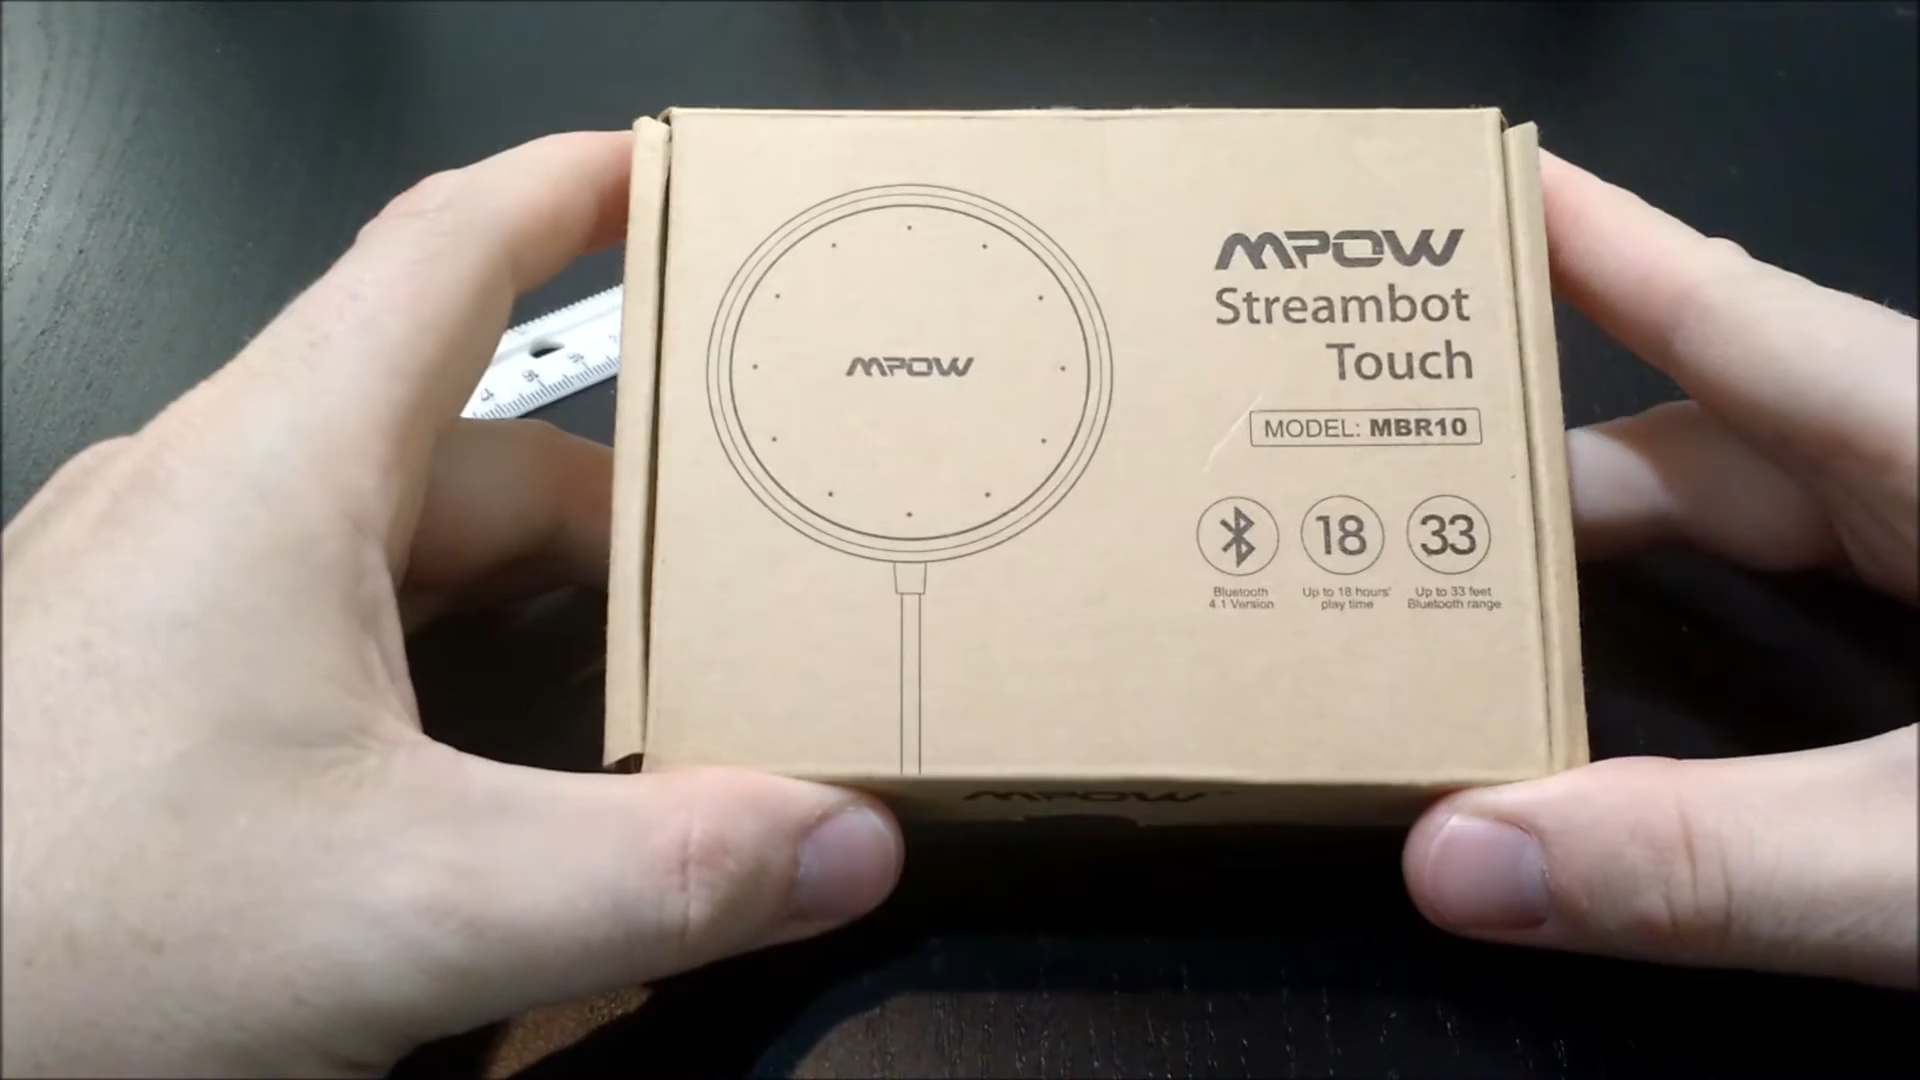 MPOW
MPOW
Streambot
Touch
MODEL: MBR10
18
33
Bluetooth
4.1 Version
Up to 18 hours'
play time
Up to 33 feet
Bluetooth range
MPOW